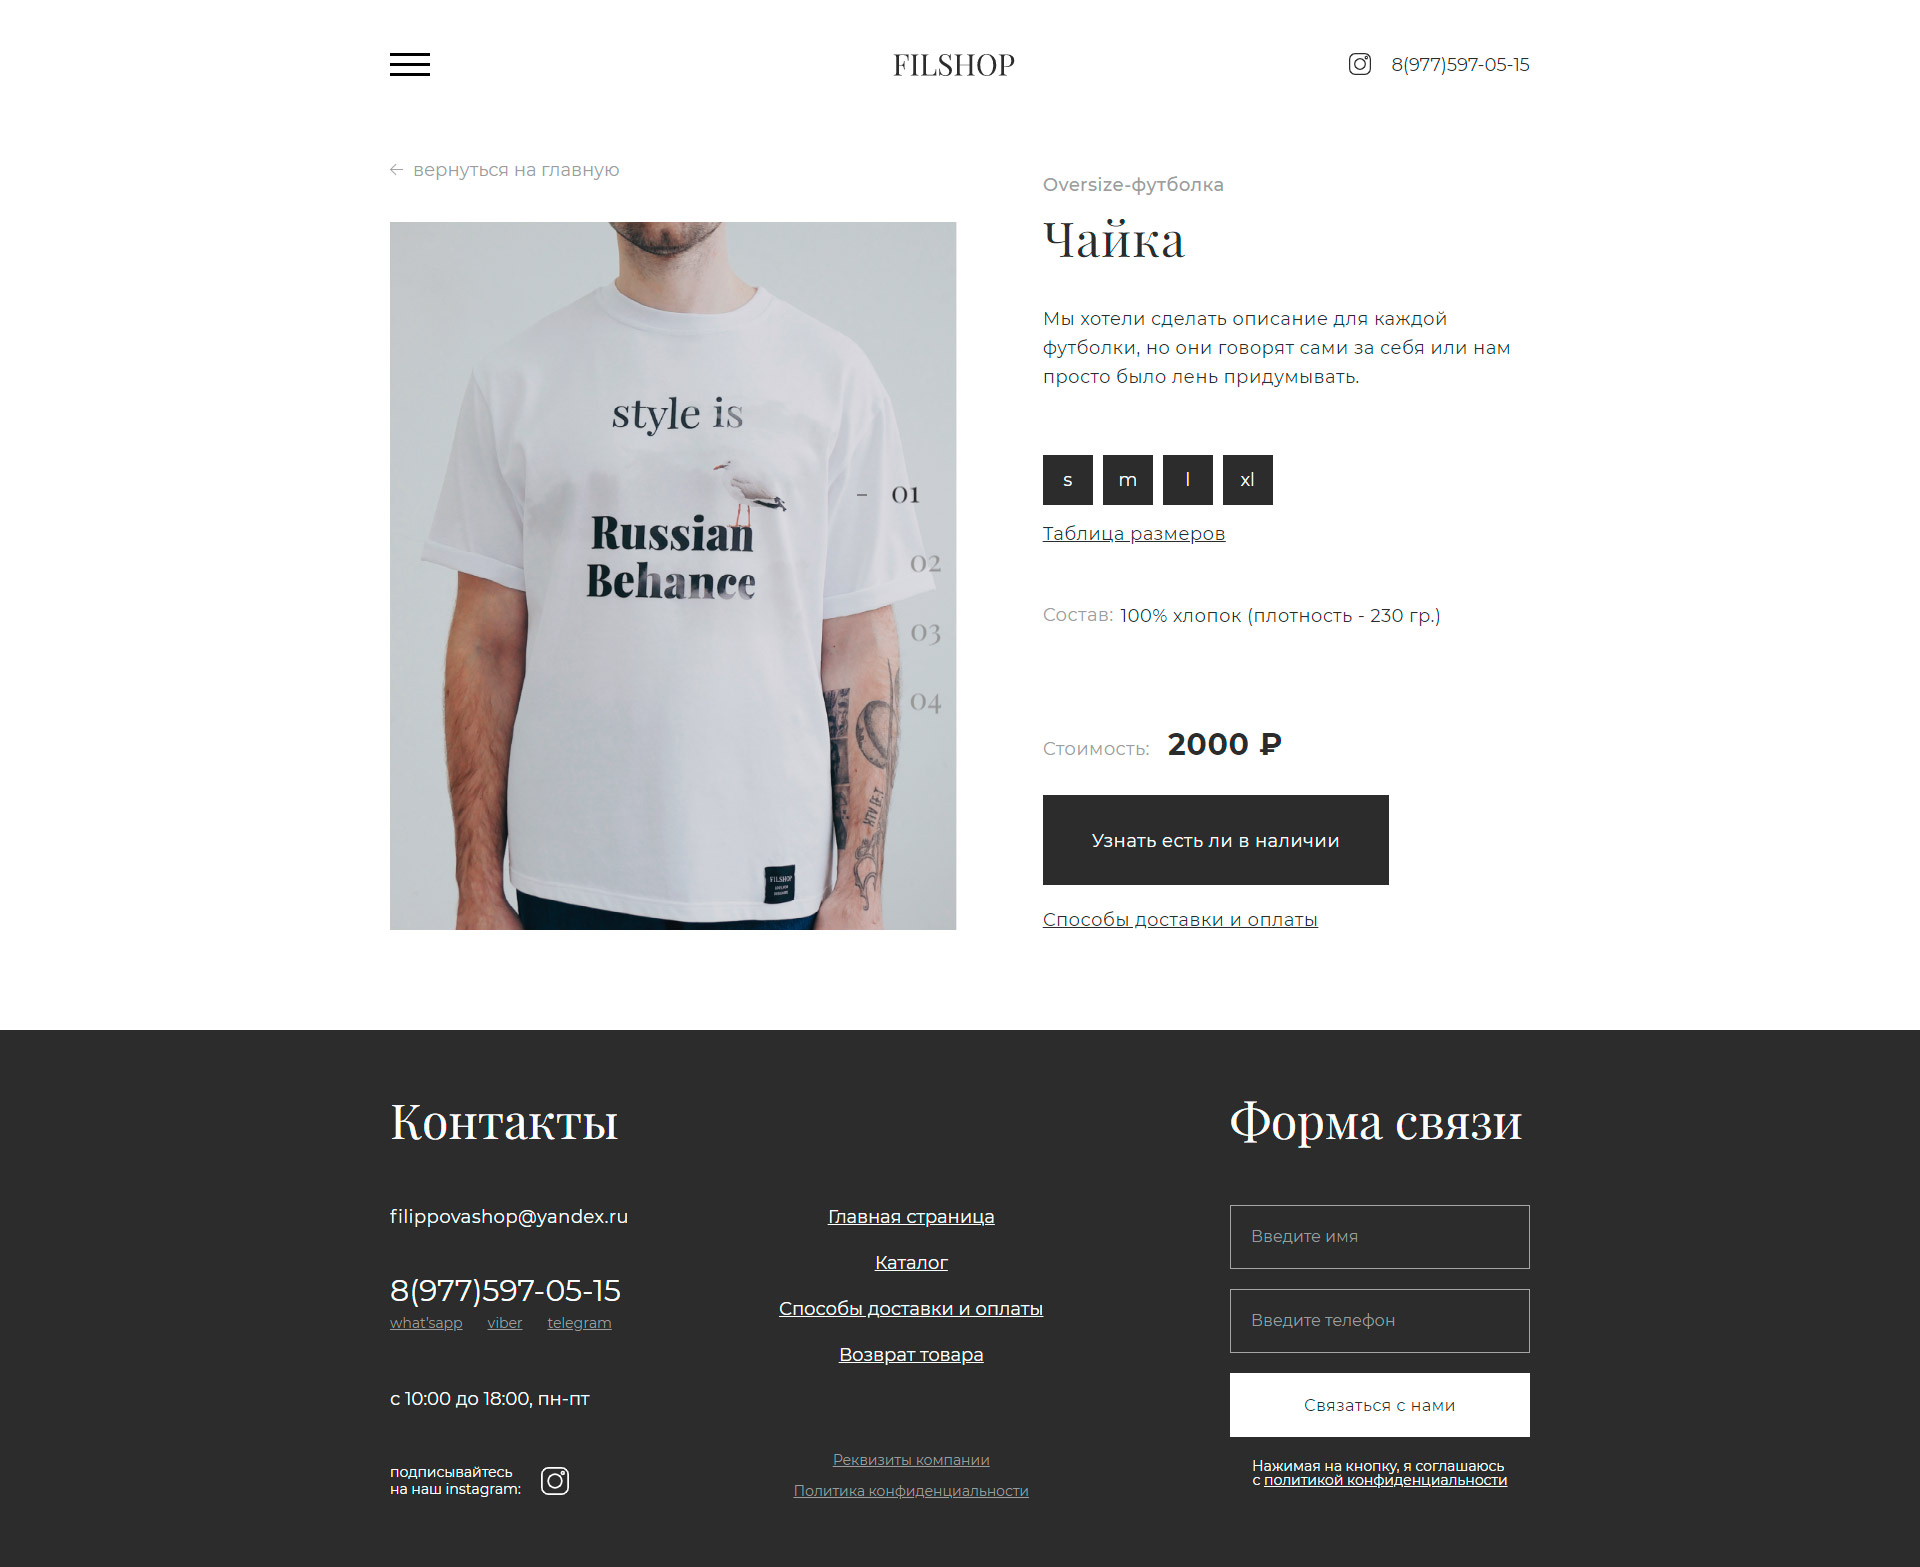 FILSHOP
8(977)597-05-15
← вернуться на главную
Oversize-футболка
Чайка
Мы хотели сделать описание для каждой
футболки, но они говорят сами за себя или нам
просто было лень придумывать.
style is
Russian
Behance
01
02
03
04
FILSHOP
s
m
l
xl
Таблица размеров
Состав: 100% хлопок (плотность - 230 гр.)
Стоимость: 2000 ₽
Узнать есть ли в наличии
Способы доставки и оплаты
Контакты
filippovashop@yandex.ru
8(977)597-05-15
what'sapp viber telegram
с 10:00 до 18:00, пн-пт
подписывайтесь
на наш instagram:
Главная страница
Каталог
Способы доставки и оплаты
Возврат товара
Реквизиты компании
Политика конфиденциальности
Форма связи
Введите имя
Введите телефон
Связаться с нами
Нажимая на кнопку, я соглашаюсь
с политикой конфиденциальности